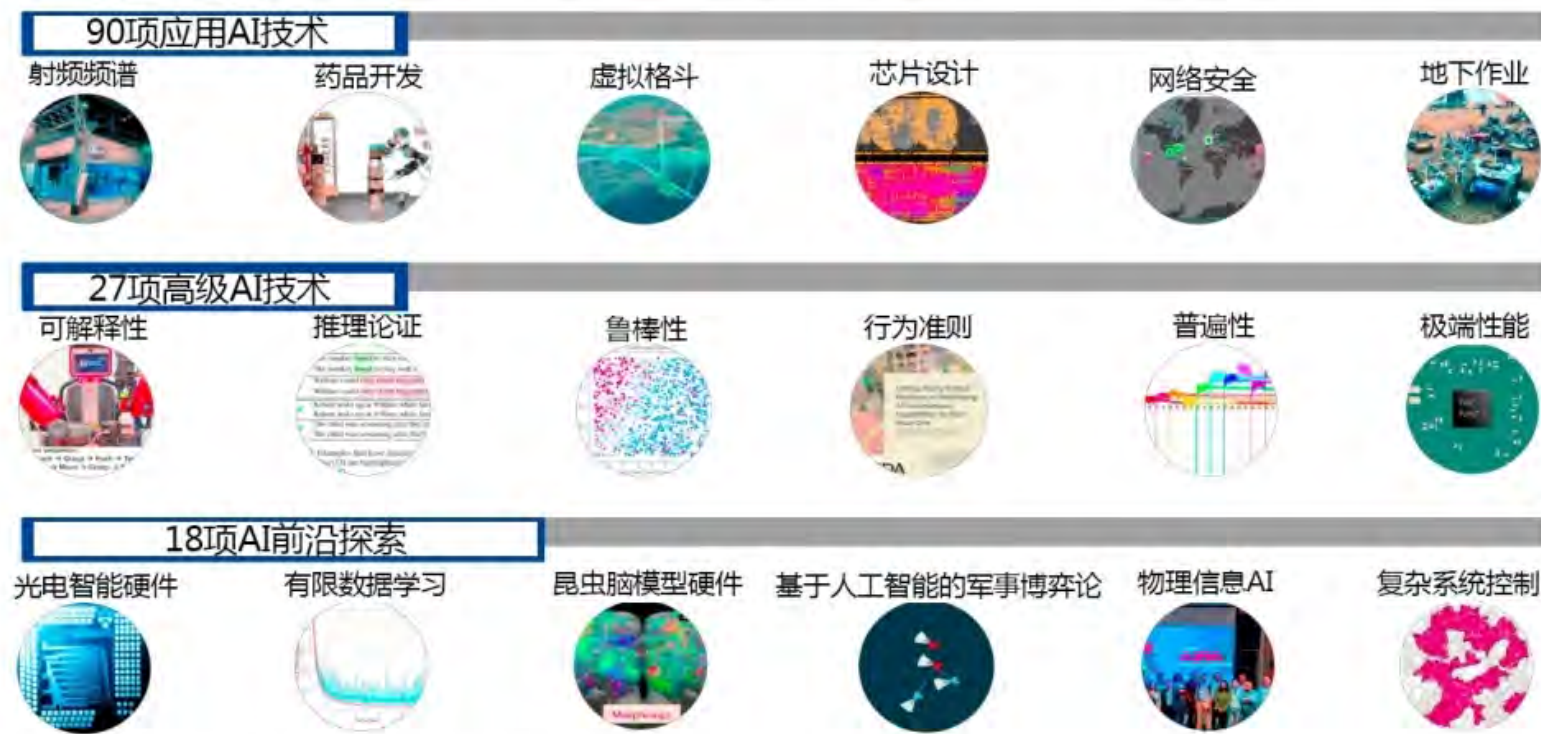 90项应用AI技术
射频频谱
药品开发
虚拟格斗
芯片设计
网络安全
地下作业
27项高级AI技术
可解释性
推理论证
鲁棒性
行为准则
普遍性
极端性能
18项AI前沿探索
光电智能硬件
有限数据学习
昆虫脑模型硬件
基于人工智能的军事博弈论
物理信息AI
复杂系统控制
Morphology